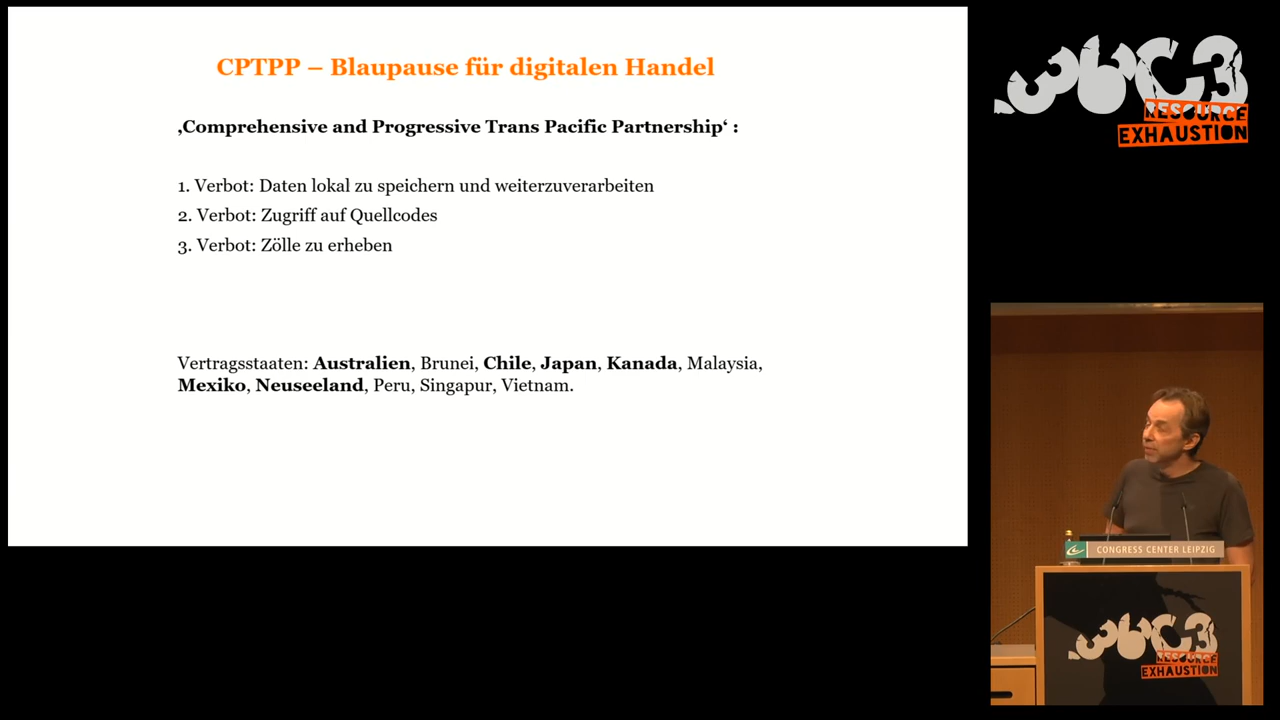 CPTPP – Blaupause für digitalen Handel
‚Comprehensive and Progressive Trans Pacific Partnership‘ :
1. Verbot: Daten lokal zu speichern und weiterzuverarbeiten
2. Verbot: Zugriff auf Quellcodes
3. Verbot: Zölle zu erheben
Vertragsstaaten: Australien, Brunei, Chile, Japan, Kanada, Malaysia,
Mexiko, Neuseeland, Peru, Singapur, Vietnam.
36C3
RESOURCE
EXHAUSTION
CONGRESS CENTER LEIPZIG
36C3
RESOURCE
EXHAUSTION